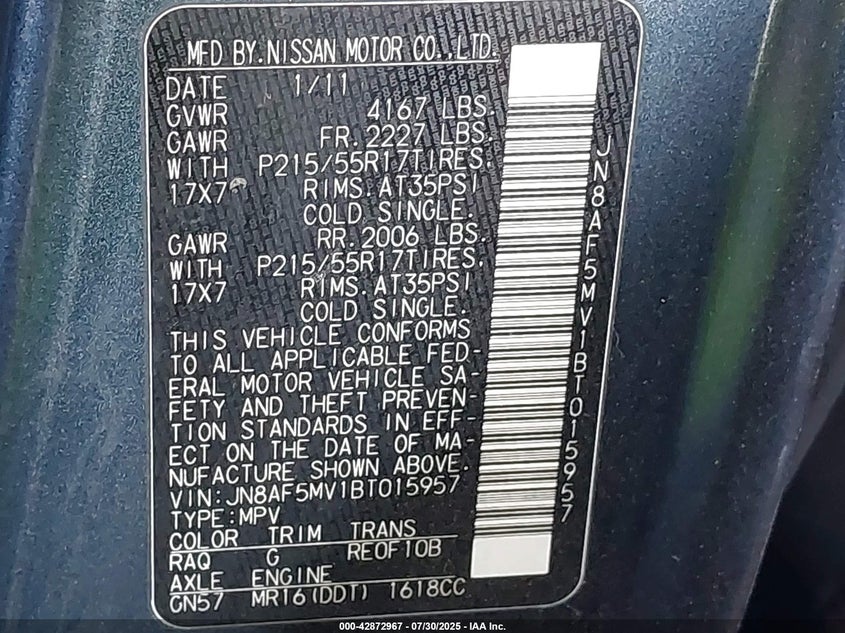 MFD BY.NISSAN MOTOR CO.,LTD.
DATE 1/11
GVWR 4167 LBS.
GAWR FR.2227 LBS.
WITH P215/55R17TIRES.
17X7 RIMS.AT35PSI
COLD SINGLE.
GAWR RR.2006 LBS.
WITH P215/55R17TIRES.
17X7 RIMS.AT35PSI
COLD SINGLE.
THIS VEHICLE CONFORMS
TO ALL APPLICABLE FED-
ERAL MOTOR VEHICLE SA-
FETY AND THEFT PREVEN-
TION STANDARDS IN EFF-
ECT ON THE DATE OF MA-
NUFACTURE SHOWN ABOVE.
VIN:JN8AF5MV1BT015957
TYPE:MPV
COLOR TRIM TRANS
RAQ G RE0F10B
AXLE ENGINE
GN57 MR16(DDT) 1618CC
JN8AF5MV1BT015957
000-42872967 - 07/30/2025 - IAA Inc.